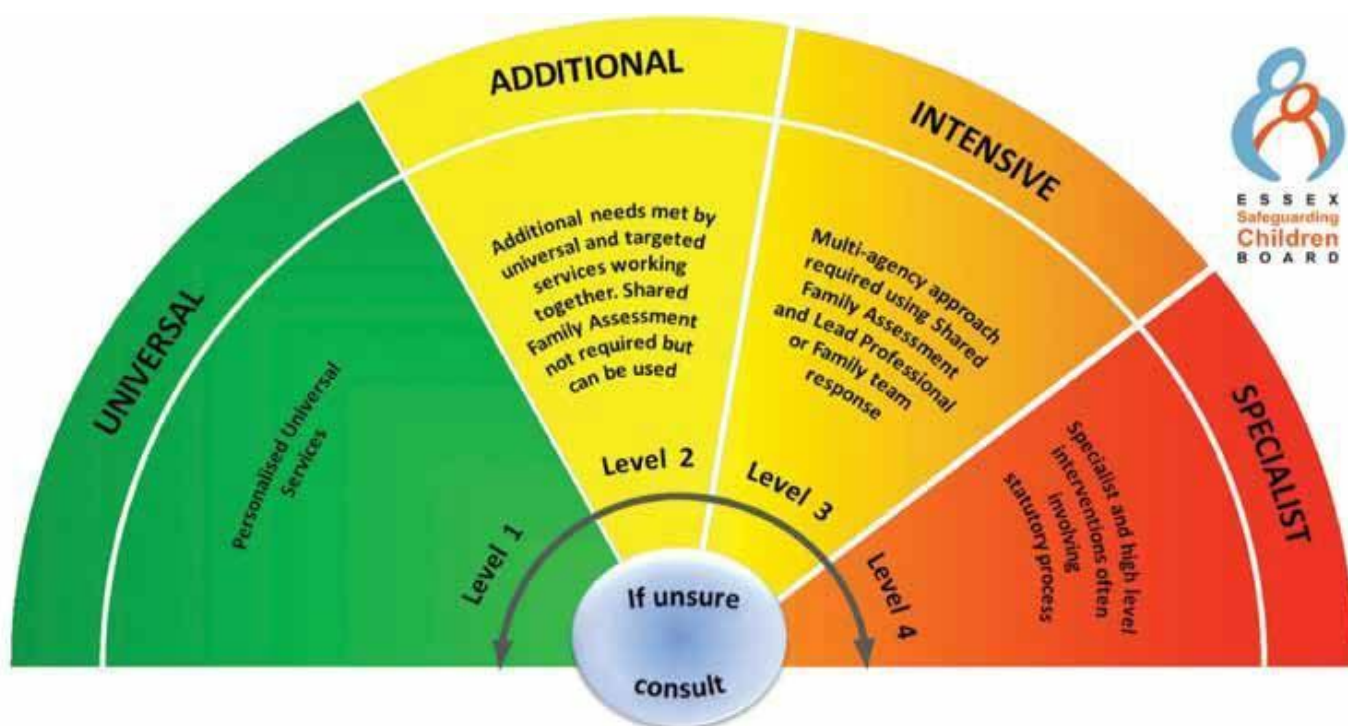 UNIVERSAL
Personalised Universal
Services
Level 1
ADDITIONAL
Additional needs met by
universal and targeted
services working
together. Shared
Family Assessment
not required but
can be used
Level 2
INTENSIVE
Multi-agency approach
required using Shared
Family Assessment
and Lead Professional
or Family team
response
Level 3
SPECIALIST
Specialist and high level
interventions often
involving
statutory process
Level 4
If unsure
consult
ESSEX
Safeguarding
Children
BOARD